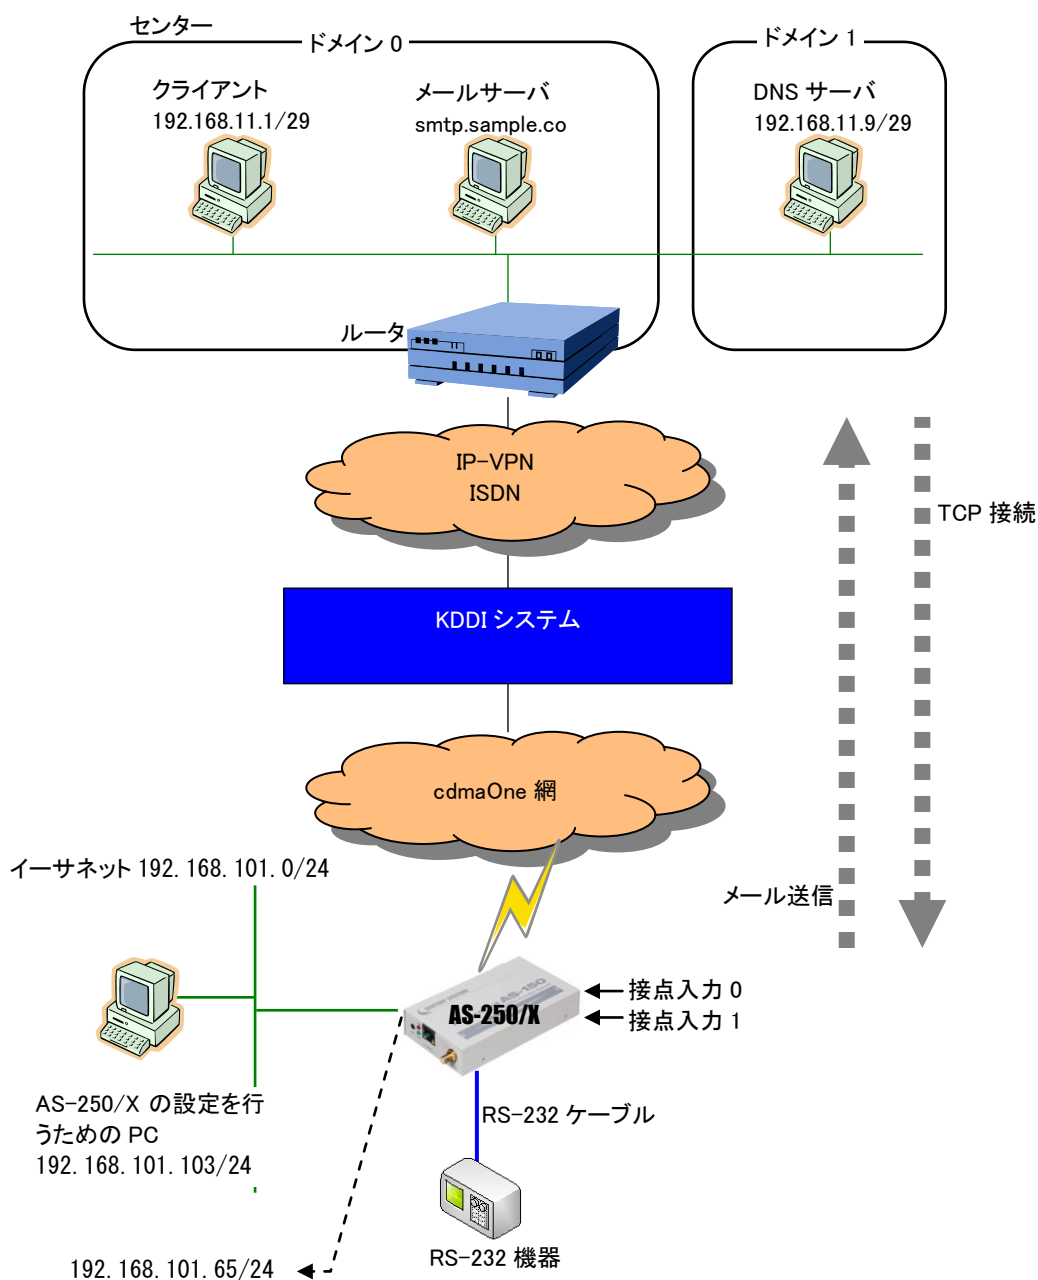 センター
ドメイン 0
ドメイン 1
クライアント
192.168.11.1/29
メールサーバ
smtp.sample.co
DNS サーバ
192.168.11.9/29
ルータ
IP-VPN
ISDN
TCP 接続
KDDI システム
cdmaOne 網
イーサネット 192.168.101.0/24
メール送信
AS-150
AS-250/X
接点入力 0
接点入力 1
AS-250/X の設定を行
うための PC
192.168.101.103/24
RS-232 ケーブル
RS-232 機器
192.168.101.65/24